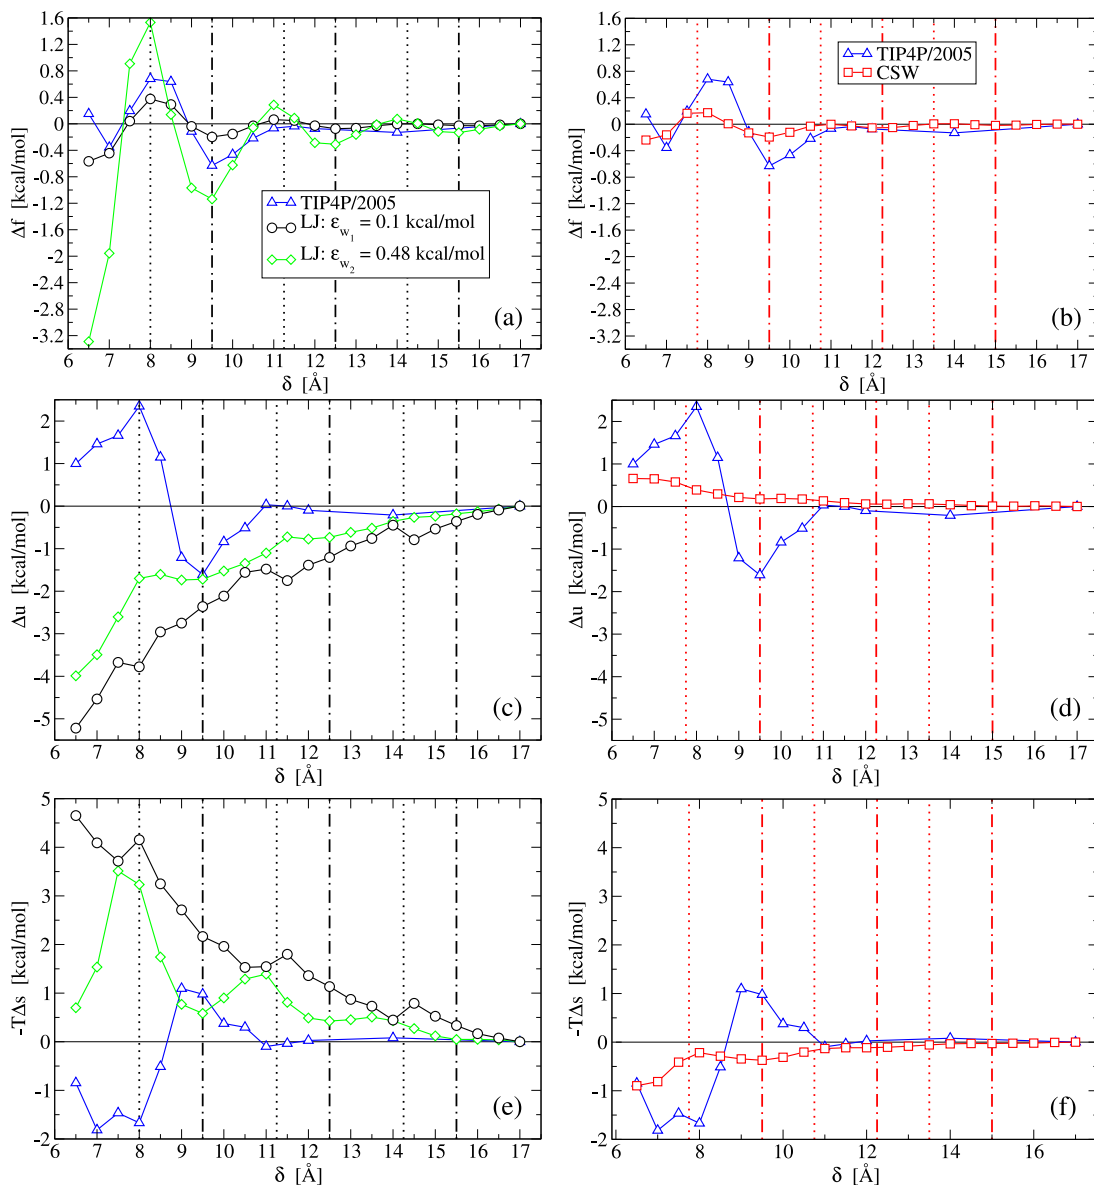 1.6
1.2
0.8
0.4
0
-0.4
-0.8
-1.2
-1.6
-2
-2.4
-2.8
-3.2
Δf [kcal/mol]
TIP4P/2005
LJ: ε_w₁ = 0.1 kcal/mol
LJ: ε_w₂ = 0.48 kcal/mol
(a)
6 7 8 9 10 11 12 13 14 15 16 17
δ [Å]
1.6
1.2
0.8
0.4
0
-0.4
-0.8
-1.2
-1.6
-2
-2.4
-2.8
-3.2
Δf [kcal/mol]
TIP4P/2005
CSW
(b)
6 7 8 9 10 11 12 13 14 15 16 17
δ [Å]
2
1
0
-1
-2
-3
-4
-5
Δu [kcal/mol]
(c)
6 7 8 9 10 11 12 13 14 15 16 17
δ [Å]
2
1
0
-1
-2
-3
-4
-5
Δu [kcal/mol]
(d)
6 7 8 9 10 11 12 13 14 15 16 17
δ [Å]
5
4
3
2
1
0
-1
-2
-TΔs [kcal/mol]
(e)
6 7 8 9 10 11 12 13 14 15 16 17
δ [Å]
5
4
3
2
1
0
-1
-2
-TΔs [kcal/mol]
(f)
6 8 10 12 14 16
δ [Å]